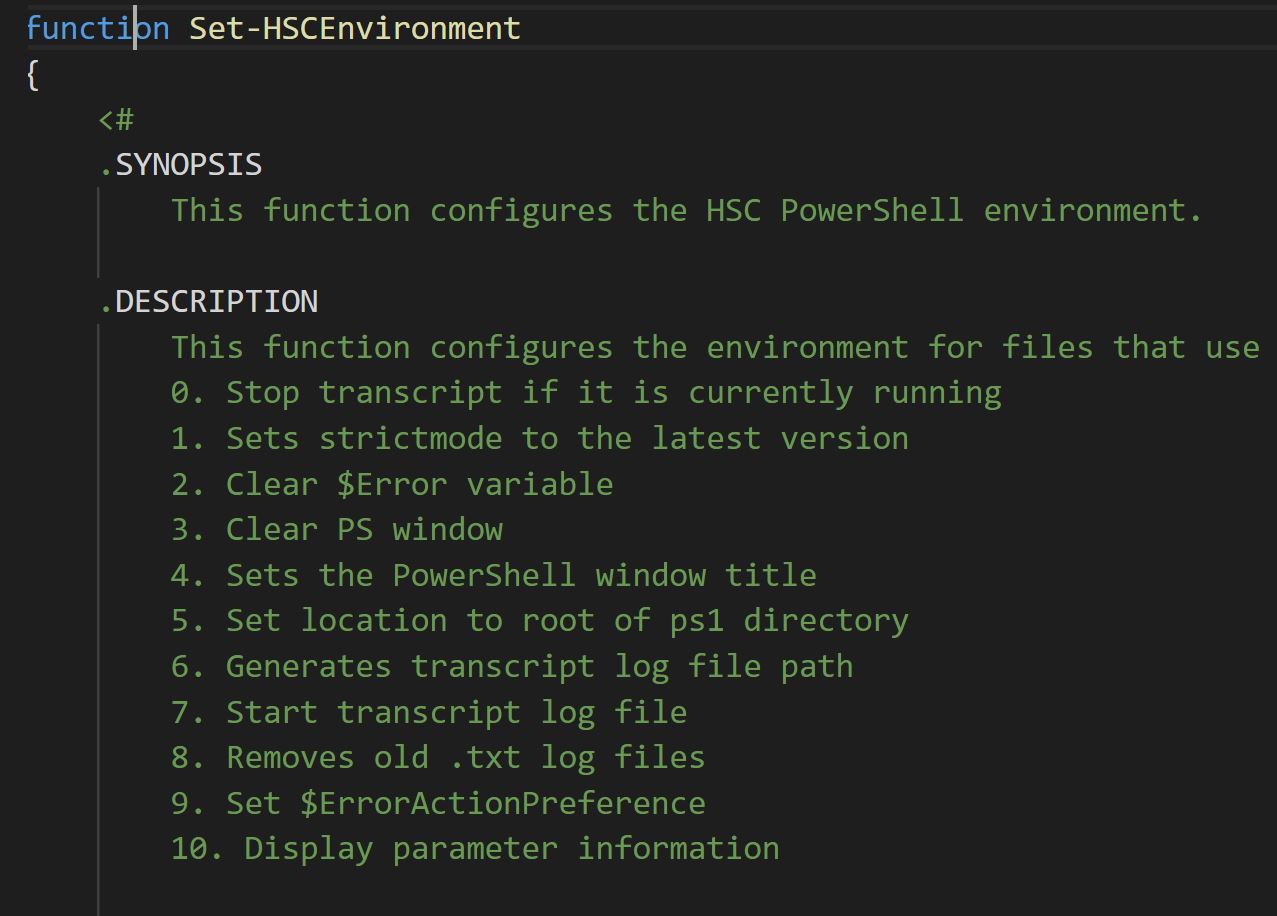 function Set-HSCEnvironment
{
<#
.SYNOPSIS
This function configures the HSC PowerShell environment.
.DESCRIPTION
This function configures the environment for files that use
0. Stop transcript if it is currently running
1. Sets strictmode to the latest version
2. Clear $Error variable
3. Clear PS window
4. Sets the PowerShell window title
5. Set location to root of ps1 directory
6. Generates transcript log file path
7. Start transcript log file
8. Removes old .txt log files
9. Set $ErrorActionPreference
10. Display parameter information